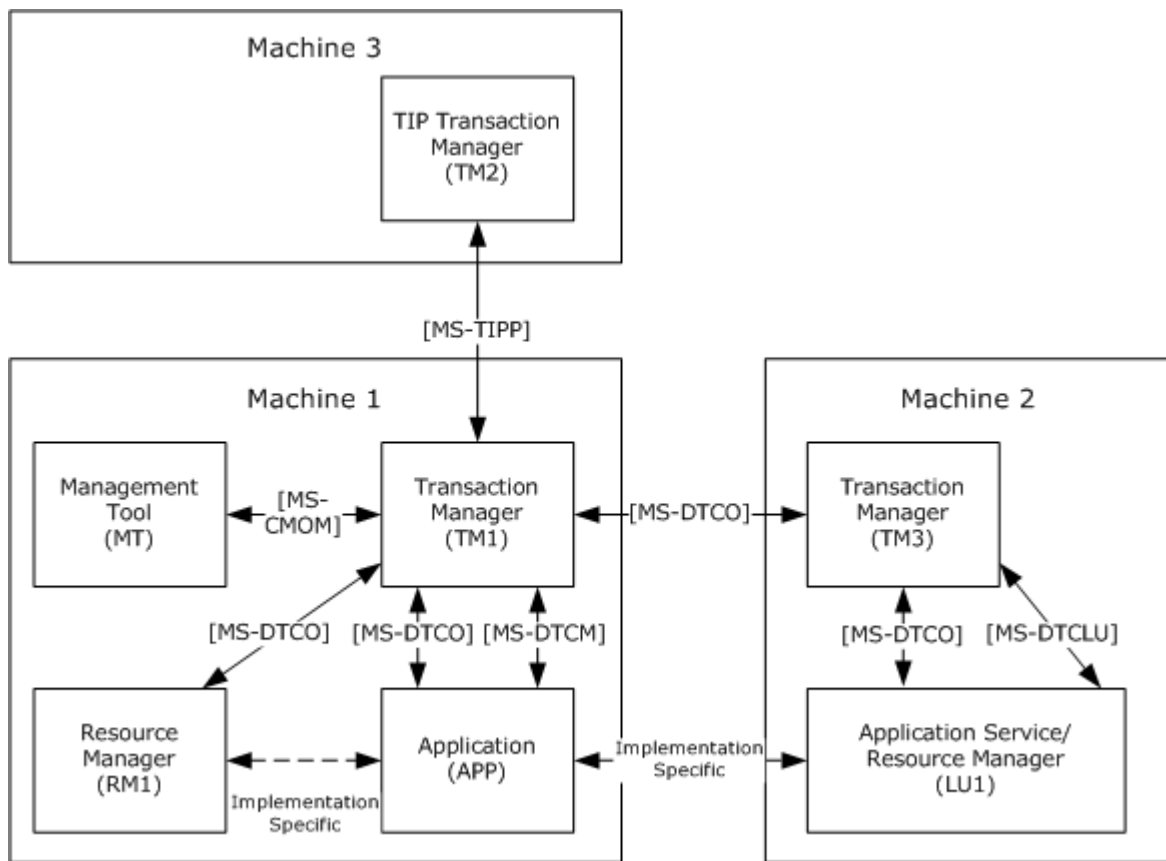 Machine 3
TIP Transaction
Manager
(TM2)
[MS-TIPP]
Machine 1
Machine 2
Management
Tool
(MT)
[MS-
CMOM]
Transaction
Manager
(TM1)
[MS-DTCO]
Transaction
Manager
(TM3)
[MS-DTCO]
[MS-DTCO]
[MS-DTCM]
[MS-DTCO]
[MS-DTCLU]
Resource
Manager
(RM1)
Implementation
Specific
Application
(APP)
Implementation
Specific
Application Service/
Resource Manager
(LU1)